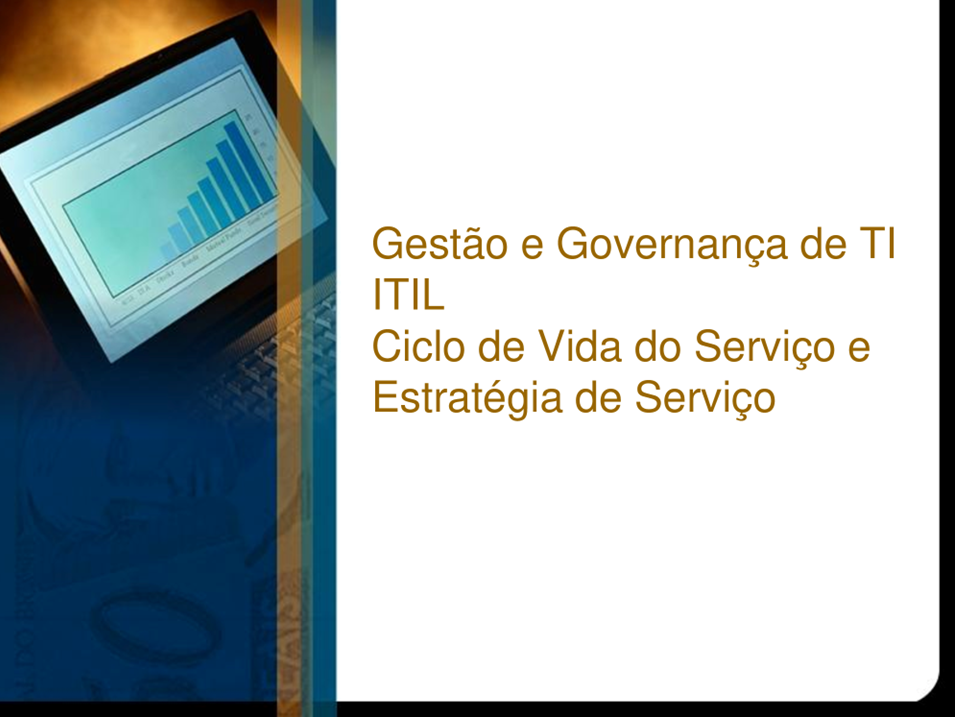 Gestão e Governança de TI
ITIL
Ciclo de Vida do Serviço e
Estratégia de Serviço